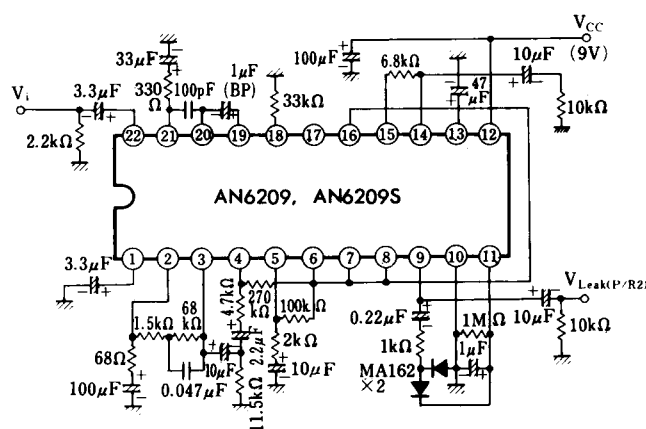 33μF
330
Ω
100pF
1μF
(BP)
3.3μF
Vi
2.2kΩ
33kΩ
100μF
6.8kΩ
47
μF
VCC
(9V)
10μF
10kΩ
22 21 20 19 18 17 16 15 14 13 12
AN6209, AN6209S
1 2 3 4 5 6 7 8 9 10 11
3.3μF
1.5kΩ
68
kΩ
68Ω
100μF
0.047μF
10μF
4.7kΩ
2.2μF
11.5kΩ
270
kΩ
100kΩ
2kΩ
10μF
0.22μF
1kΩ
MA162
×2
1MΩ
1μF
10μF
VLeak(P/R2)
10kΩ